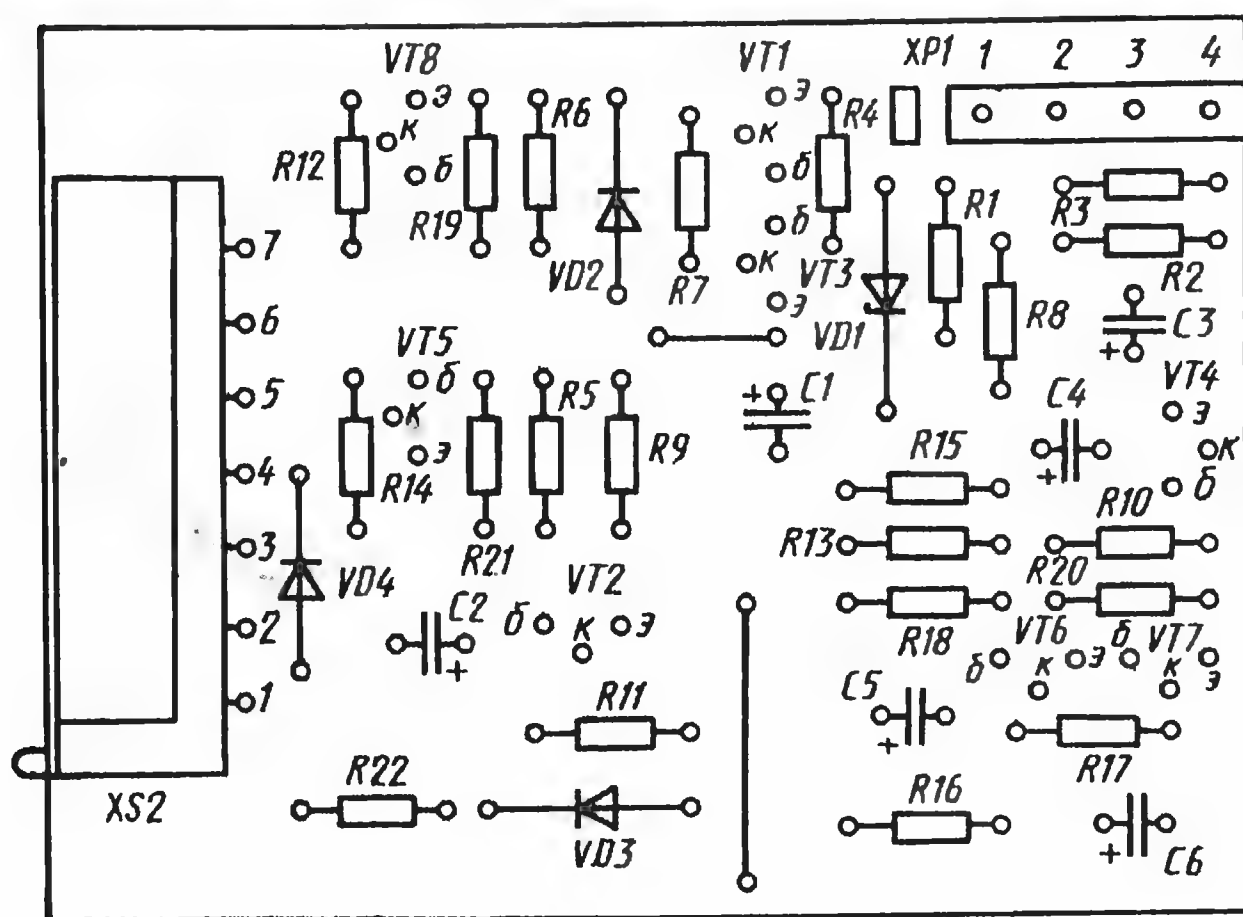 VT8 VT1 XP1 1 2 3 4
э э
R6 R4
к к
R12 б б
R19 R1 R3
б
7 VD2 к VT3 R2
R7
э R8 C3
6 VD1 +
VT5 VT4
б R5 + C1 C4
5 к э
R9 к
э R15 +
4 R14 б
R10
3 R13
R21 R20
VD4 VT2
C2 б э R18 VT6 б VT7
2 к б к э к э
+
1 R11 C5
+
R22 R17
XS2 R16
VD3 + C6